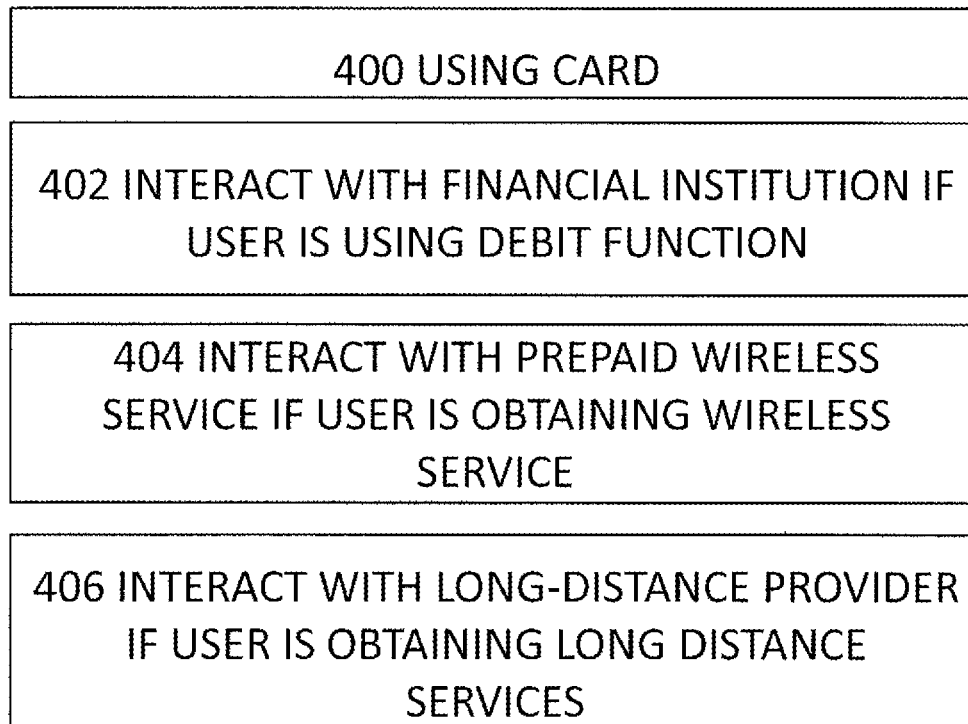 400 USING CARD
402 INTERACT WITH FINANCIAL INSTITUTION IF
USER IS USING DEBIT FUNCTION
404 INTERACT WITH PREPAID WIRELESS
SERVICE IF USER IS OBTAINING WIRELESS
SERVICE
406 INTERACT WITH LONG-DISTANCE PROVIDER
IF USER IS OBTAINING LONG DISTANCE
SERVICES